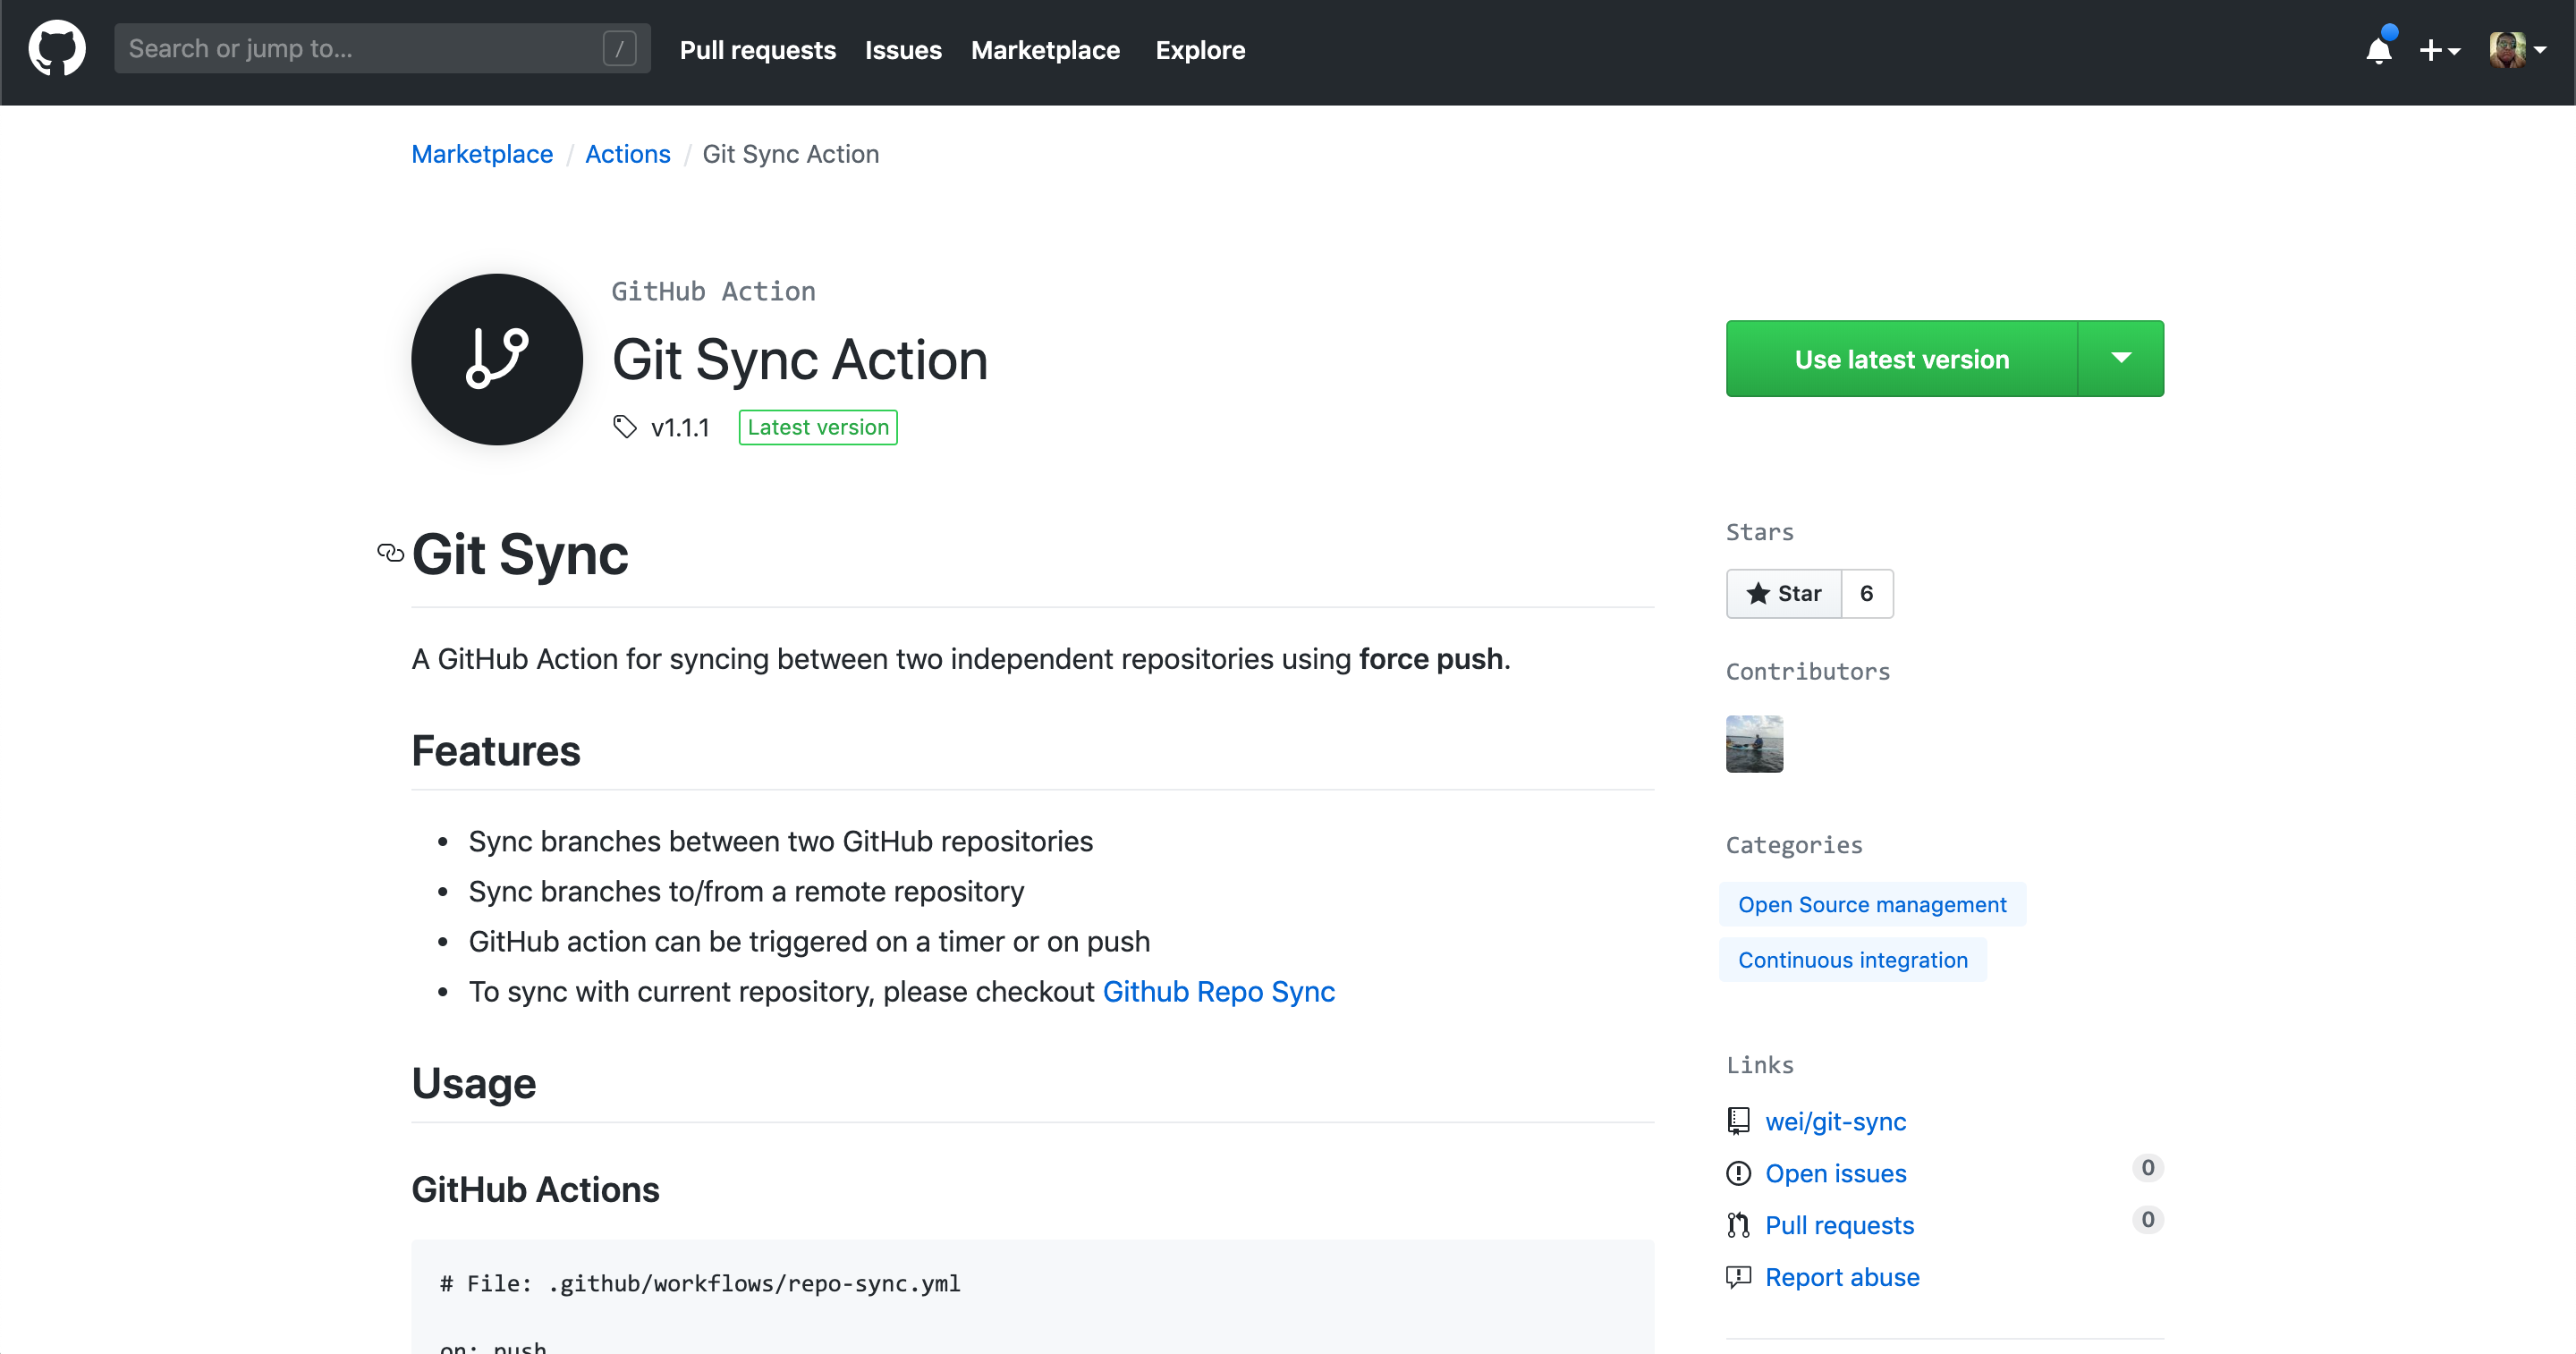 Search or jump to... /
Pull requests Issues Marketplace Explore
Marketplace / Actions / Git Sync Action
GitHub Action
Git Sync Action
v1.1.1 Latest version
Use latest version
Git Sync
A GitHub Action for syncing between two independent repositories using force push.
Features
• Sync branches between two GitHub repositories
• Sync branches to/from a remote repository
• GitHub action can be triggered on a timer or on push
• To sync with current repository, please checkout Github Repo Sync
Usage
GitHub Actions
# File: .github/workflows/repo-sync.yml
on: push
Stars
Star 6
Contributors
Categories
Open Source management
Continuous integration
Links
wei/git-sync
Open issues 0
Pull requests 0
Report abuse